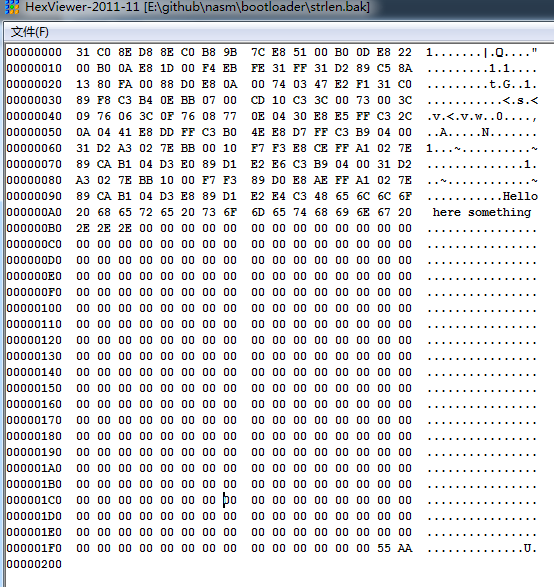 HexViewer-2011-11 [E:\github\nasm\bootloader\strlen.bak]
文件(F)
00000000 31 C0 8E D8 8E C0 B8 9B 7C E8 51 00 B0 0D E8 22 1.......|.Q...."
00000010 00 B0 0A E8 1D 00 F4 EB FE 31 FF 31 D2 89 C5 8A .........1.1....
00000020 13 80 FA 00 88 D0 E8 0A 00 74 03 47 E2 F1 31 C0 .........t.G..1.
00000030 89 F8 C3 B4 0E BB 07 00 CD 10 C3 3C 00 73 00 3C ...........<.s.<
00000040 09 76 06 3C 0F 76 08 77 0E 04 30 E8 E5 FF C3 2C .v.<.v.w..0....,
00000050 0A 04 41 E8 DD FF C3 B0 4E E8 D7 FF C3 B9 04 00 ..A.....N.......
00000060 31 D2 A3 02 7E BB 00 10 F7 F3 E8 CE FF A1 02 7E 1...~..........~
00000070 89 CA B1 04 D3 E0 89 D1 E2 E6 C3 B9 04 00 31 D2 ..............1.
00000080 A3 02 7E BB 10 00 F7 F3 89 D0 E8 AE FF A1 02 7E ..~............~
00000090 89 CA B1 04 D3 E8 89 D1 E2 E4 C3 48 65 6C 6C 6F ...........Hello
000000A0 20 68 65 72 65 20 73 6F 6D 65 74 68 69 6E 67 20 here something
000000B0 2E 2E 2E 00 00 00 00 00 00 00 00 00 00 00 00 00 ................
000000C0 00 00 00 00 00 00 00 00 00 00 00 00 00 00 00 00 ................
000000D0 00 00 00 00 00 00 00 00 00 00 00 00 00 00 00 00 ................
000000E0 00 00 00 00 00 00 00 00 00 00 00 00 00 00 00 00 ................
000000F0 00 00 00 00 00 00 00 00 00 00 00 00 00 00 00 00 ................
00000100 00 00 00 00 00 00 00 00 00 00 00 00 00 00 00 00 ................
00000110 00 00 00 00 00 00 00 00 00 00 00 00 00 00 00 00 ................
00000120 00 00 00 00 00 00 00 00 00 00 00 00 00 00 00 00 ................
00000130 00 00 00 00 00 00 00 00 00 00 00 00 00 00 00 00 ................
00000140 00 00 00 00 00 00 00 00 00 00 00 00 00 00 00 00 ................
00000150 00 00 00 00 00 00 00 00 00 00 00 00 00 00 00 00 ................
00000160 00 00 00 00 00 00 00 00 00 00 00 00 00 00 00 00 ................
00000170 00 00 00 00 00 00 00 00 00 00 00 00 00 00 00 00 ................
00000180 00 00 00 00 00 00 00 00 00 00 00 00 00 00 00 00 ................
00000190 00 00 00 00 00 00 00 00 00 00 00 00 00 00 00 00 ................
000001A0 00 00 00 00 00 00 00 00 00 00 00 00 00 00 00 00 ................
000001B0 00 00 00 00 00 00 00 00 00 00 00 00 00 00 00 00 ................
000001C0 00 00 00 00 00 00 00 00 00 00 00 00 00 00 00 00 ................
000001D0 00 00 00 00 00 00 00 00 00 00 00 00 00 00 00 00 ................
000001E0 00 00 00 00 00 00 00 00 00 00 00 00 00 00 00 00 ................
000001F0 00 00 00 00 00 00 00 00 00 00 00 00 00 00 55 AA ..............U.
00000200